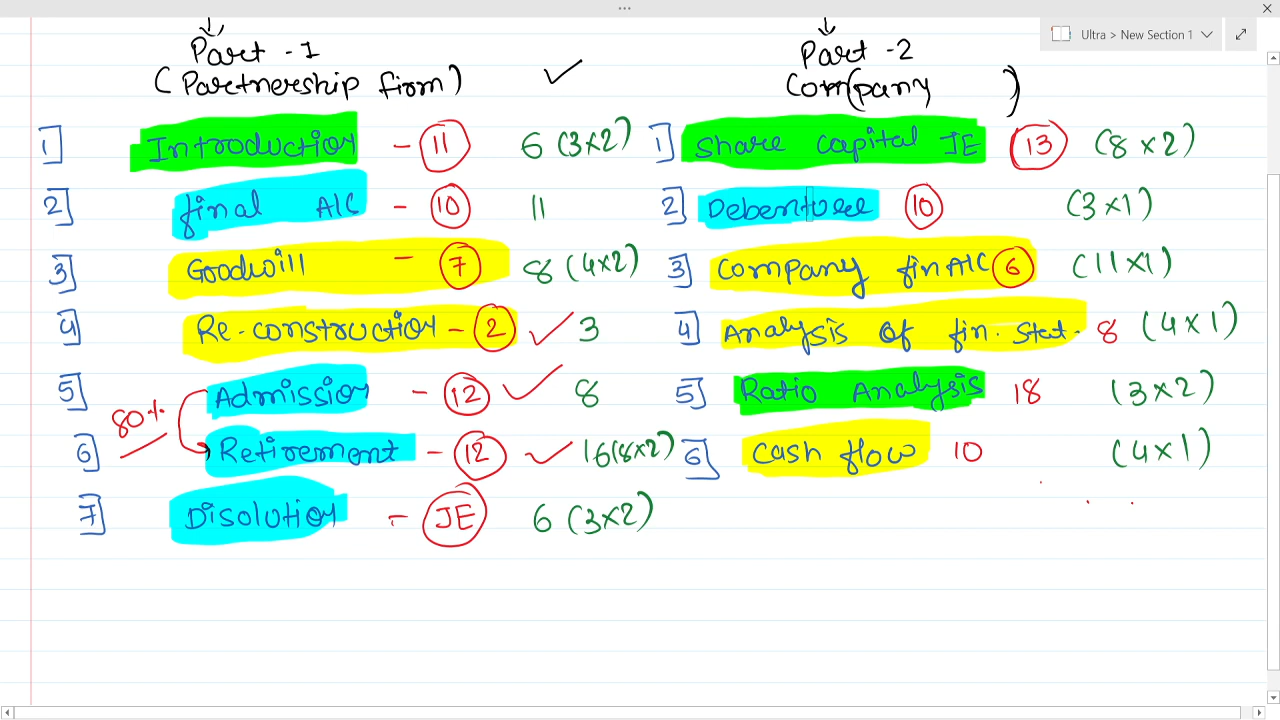 Ultra > New Section 1
Part - 1
(Partnership firm) ✓
1] Introduction - 11 6 (3x2)
2] final A/C - 10 11
3] Goodwill - 7 8 (4x2)
4] Re-construction - 2 ✓ 3
5] Admission - 12 ✓ 8
80%
6] Retirement - 12 ✓ 16(8x2)
7] Disolution - JE 6 (3x2)
Part - 2
Com(pany )
1] Share capital JE 13 (8x2)
2] 10 (3x1)
3] Company fin A/C 6 (11x1)
4] Analysis of fin. Stat. 8 (4x1)
5] Ratio Analysis 18 (3x2)
6] Cash flow 10 (4x1)